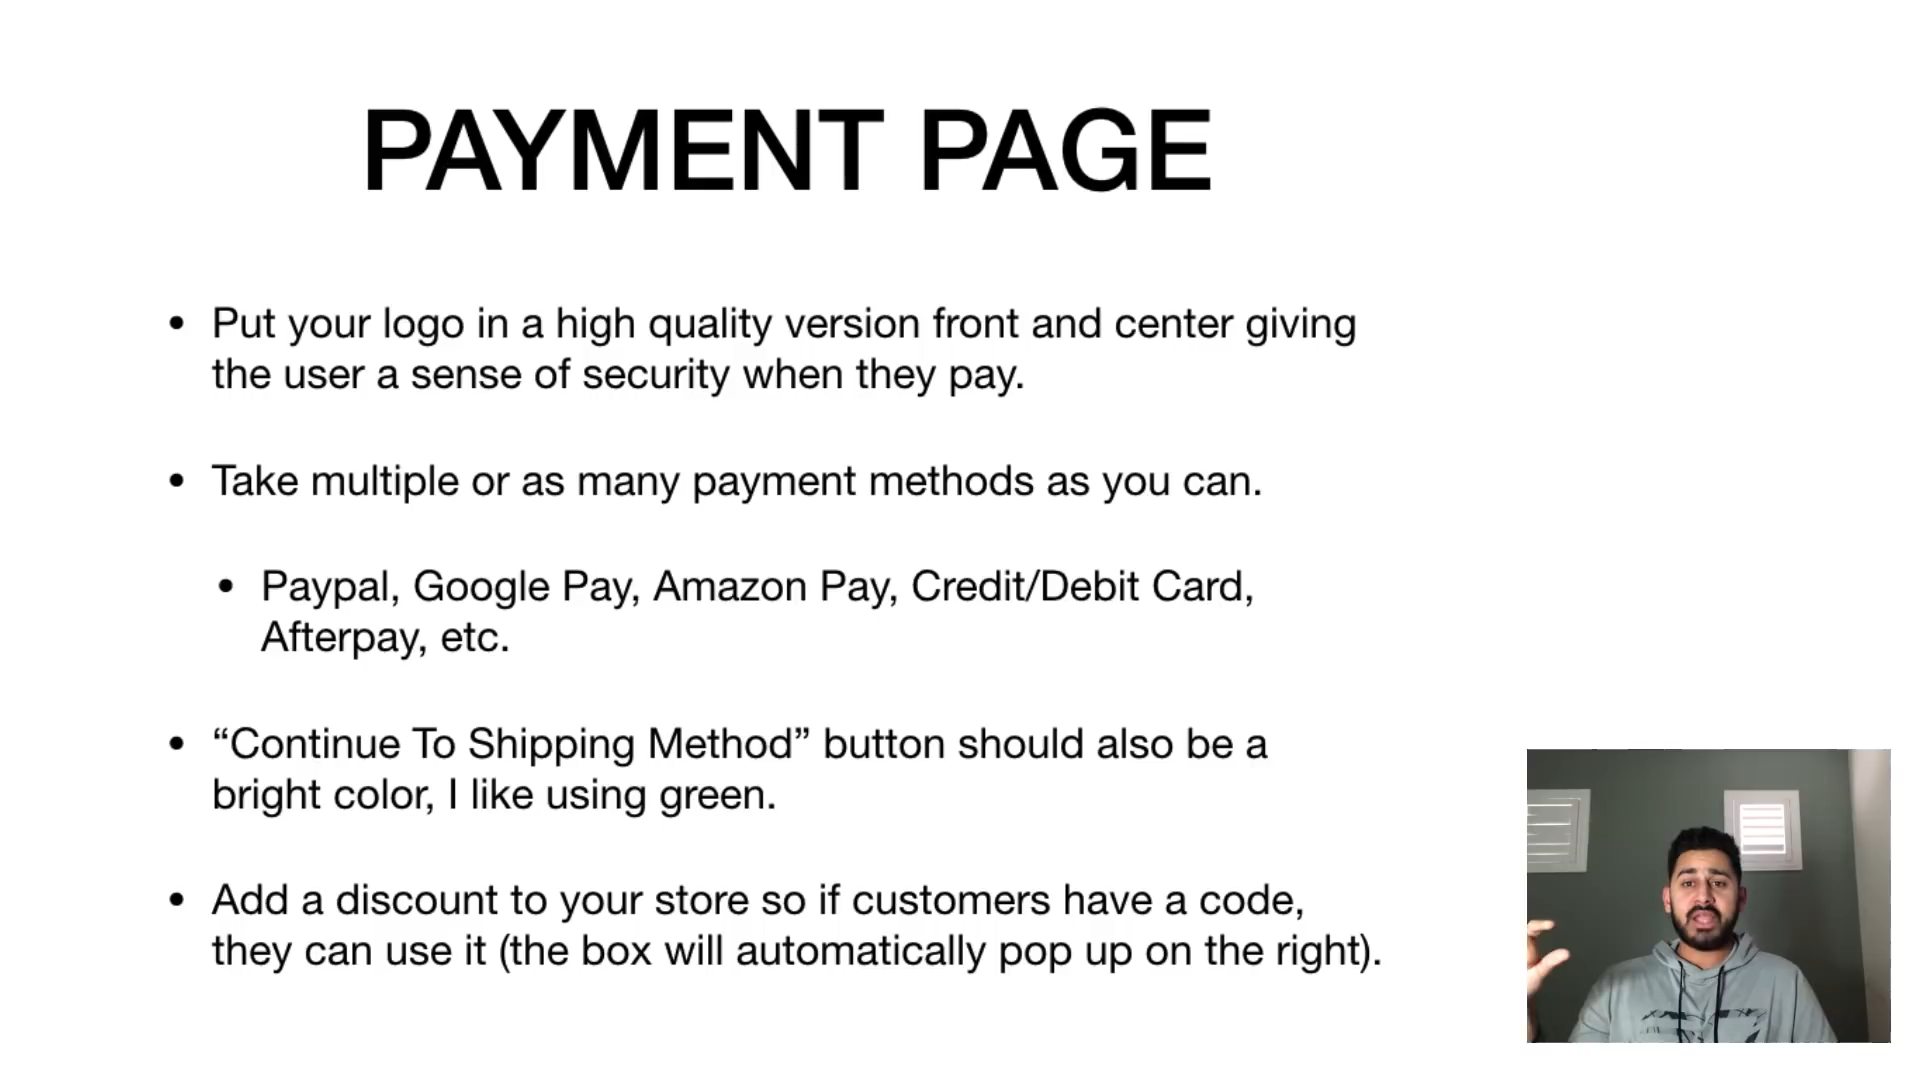 PAYMENT PAGE
• Put your logo in a high quality version front and center giving
the user a sense of security when they pay.
• Take multiple or as many payment methods as you can.
• Paypal, Google Pay, Amazon Pay, Credit/Debit Card,
Afterpay, etc.
• “Continue To Shipping Method” button should also be a
bright color, I like using green.
• Add a discount to your store so if customers have a code,
they can use it (the box will automatically pop up on the right).